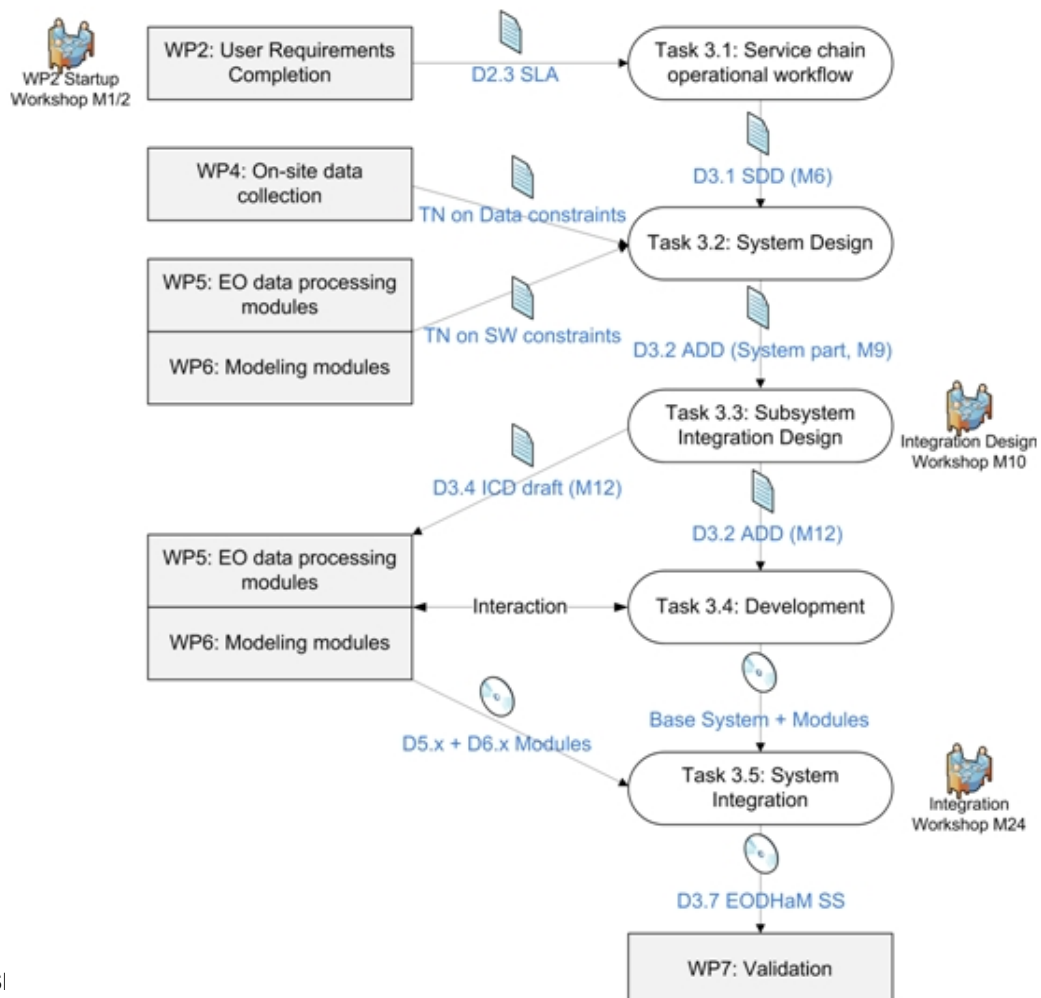 WP2 Startup
Workshop M1/2
WP2: User Requirements
Completion
D2.3 SLA
Task 3.1: Service chain
operational workflow
D3.1 SDD (M6)
WP4: On-site data
collection
TN on Data constraints
Task 3.2: System Design
WP5: EO data processing
modules
WP6: Modeling modules
TN on SW constraints
D3.2 ADD (System part, M9)
Task 3.3: Subsystem
Integration Design
Integration Design
Workshop M10
D3.4 ICD draft (M12)
D3.2 ADD (M12)
WP5: EO data processing
modules
WP6: Modeling modules
Interaction
Task 3.4: Development
Base System + Modules
D5.x + D6.x Modules
Task 3.5: System
Integration
Integration
Workshop M24
D3.7 EODHaM SS
WP7: Validation